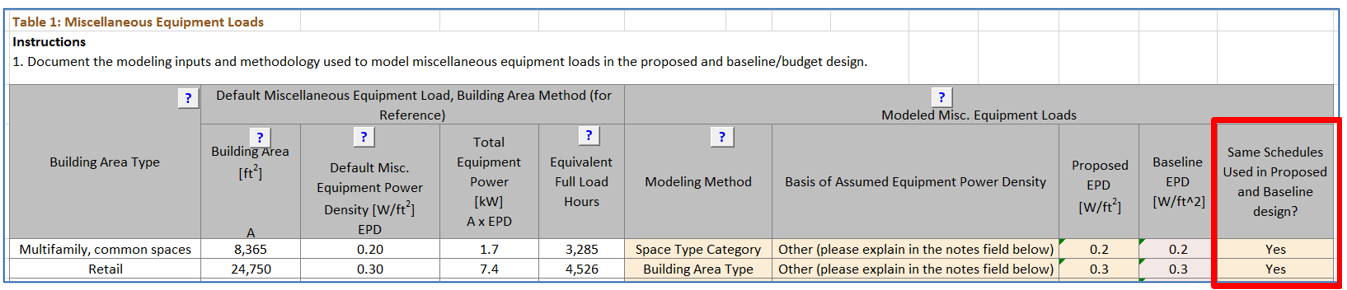 Table 1: Miscellaneous Equipment Loads
Instructions
1. Document the modeling inputs and methodology used to model miscellaneous equipment loads in the proposed and baseline/budget design.
?
Building Area Type
Default Miscellaneous Equipment Load, Building Area Method (for
Reference)
?
Building Area
[ft²]
A
?
Default Misc.
Equipment Power
Density [W/ft²]
EPD
Total
Equipment
Power
[kW]
A x EPD
?
Equivalent
Full Load
Hours
?
Modeled Misc. Equipment Loads
?
Modeling Method
Basis of Assumed Equipment Power Density
Proposed
EPD
[W/ft²]
Baseline
EPD
[W/ft^2]
Same Schedules
Used in Proposed
and Baseline
design?
Multifamily, common spaces 8,365 0.20 1.7 3,285 Space Type Category Other (please explain in the notes field below) 0.2 0.2 Yes
Retail 24,750 0.30 7.4 4,526 Building Area Type Other (please explain in the notes field below) 0.3 0.3 Yes